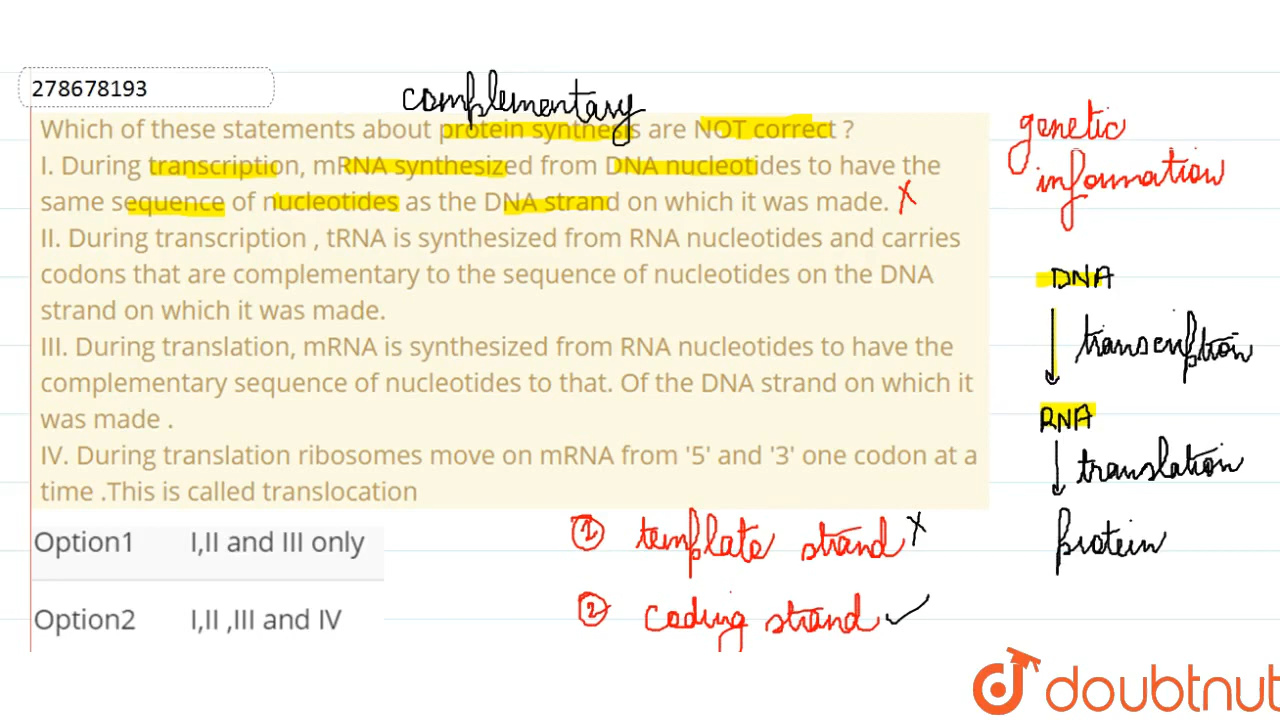 278678193
complementary
Which of these statements about protein synthesis are NOT correct ?
I. During transcription, mRNA synthesized from DNA nucleotides to have the
same sequence of nucleotides as the DNA strand on which it was made. X
II. During transcription , tRNA is synthesized from RNA nucleotides and carries
codons that are complementary to the sequence of nucleotides on the DNA
strand on which it was made.
III. During translation, mRNA is synthesized from RNA nucleotides to have the
complementary sequence of nucleotides to that. Of the DNA strand on which it
was made .
IV. During translation ribosomes move on mRNA from '5' and '3' one codon at a
time .This is called translocation
Option1 I,II and III only
Option2 I,II ,III and IV
① template strand X
② coding strand ✓
genetic
information
DNA
↓ transcription
RNA
↓ translation
protein
doubtnut